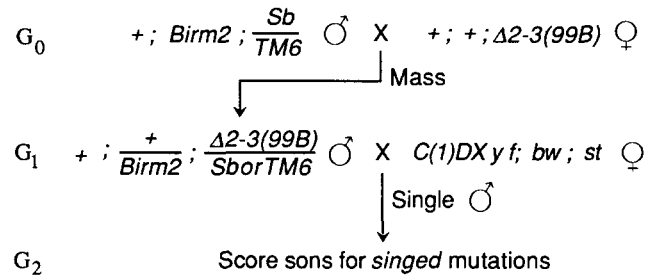 G0 + ; Birm2 ; Sb/TM6 ♂ X + ; + ; Δ2-3(99B) ♀
Mass
G1 + ; +/Birm2 ; Δ2-3(99B)/SborTM6 ♂ X C(1)DX y f; bw ; st ♀
Single ♂
G2 Score sons for singed mutations